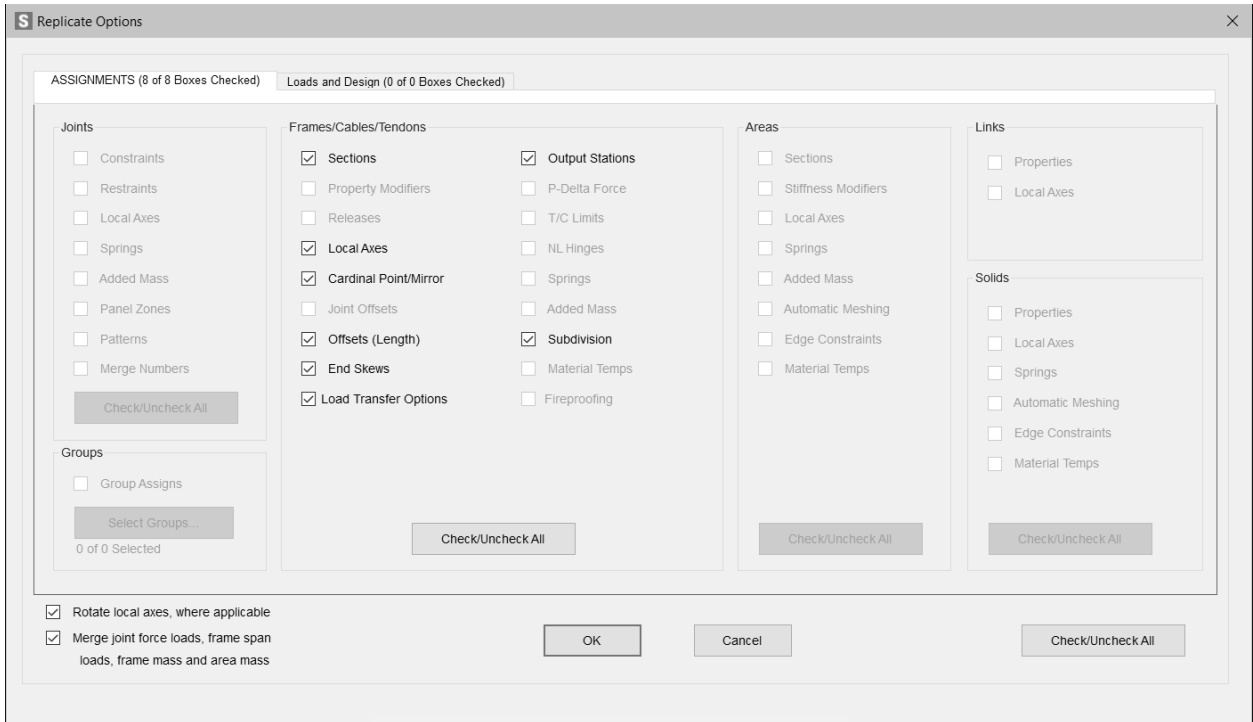 S Replicate Options
ASSIGNMENTS (8 of 8 Boxes Checked)
Loads and Design (0 of 0 Boxes Checked)
Joints
Constraints
Restraints
Local Axes
Springs
Added Mass
Panel Zones
Patterns
Merge Numbers
Check/Uncheck All
Groups
Group Assigns
Select Groups...
0 of 0 Selected
Frames/Cables/Tendons
Sections
Property Modifiers
Releases
Local Axes
Cardinal Point/Mirror
Joint Offsets
Offsets (Length)
End Skews
Load Transfer Options
Output Stations
P-Delta Force
T/C Limits
NL Hinges
Springs
Added Mass
Subdivision
Material Temps
Fireproofing
Check/Uncheck All
Areas
Sections
Stiffness Modifiers
Local Axes
Springs
Added Mass
Automatic Meshing
Edge Constraints
Material Temps
Check/Uncheck All
Links
Properties
Local Axes
Solids
Properties
Local Axes
Springs
Automatic Meshing
Edge Constraints
Material Temps
Check/Uncheck All
Rotate local axes, where applicable
Merge joint force loads, frame span
loads, frame mass and area mass
OK
Cancel
Check/Uncheck All